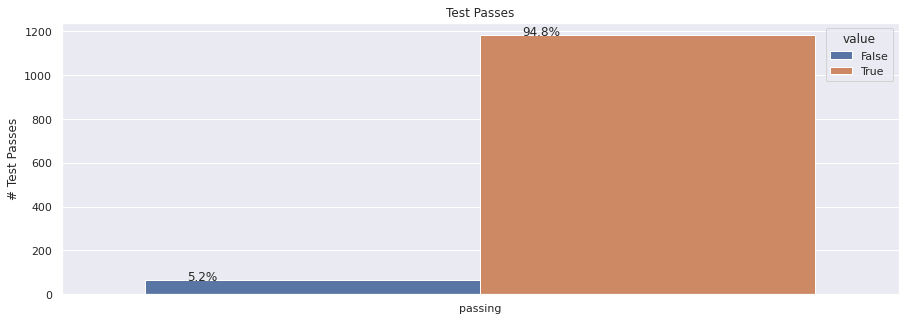 Test Passes
1200
1000
800
600
400
200
0
# Test Passes
94.8%
5.2%
value
False
True
passing